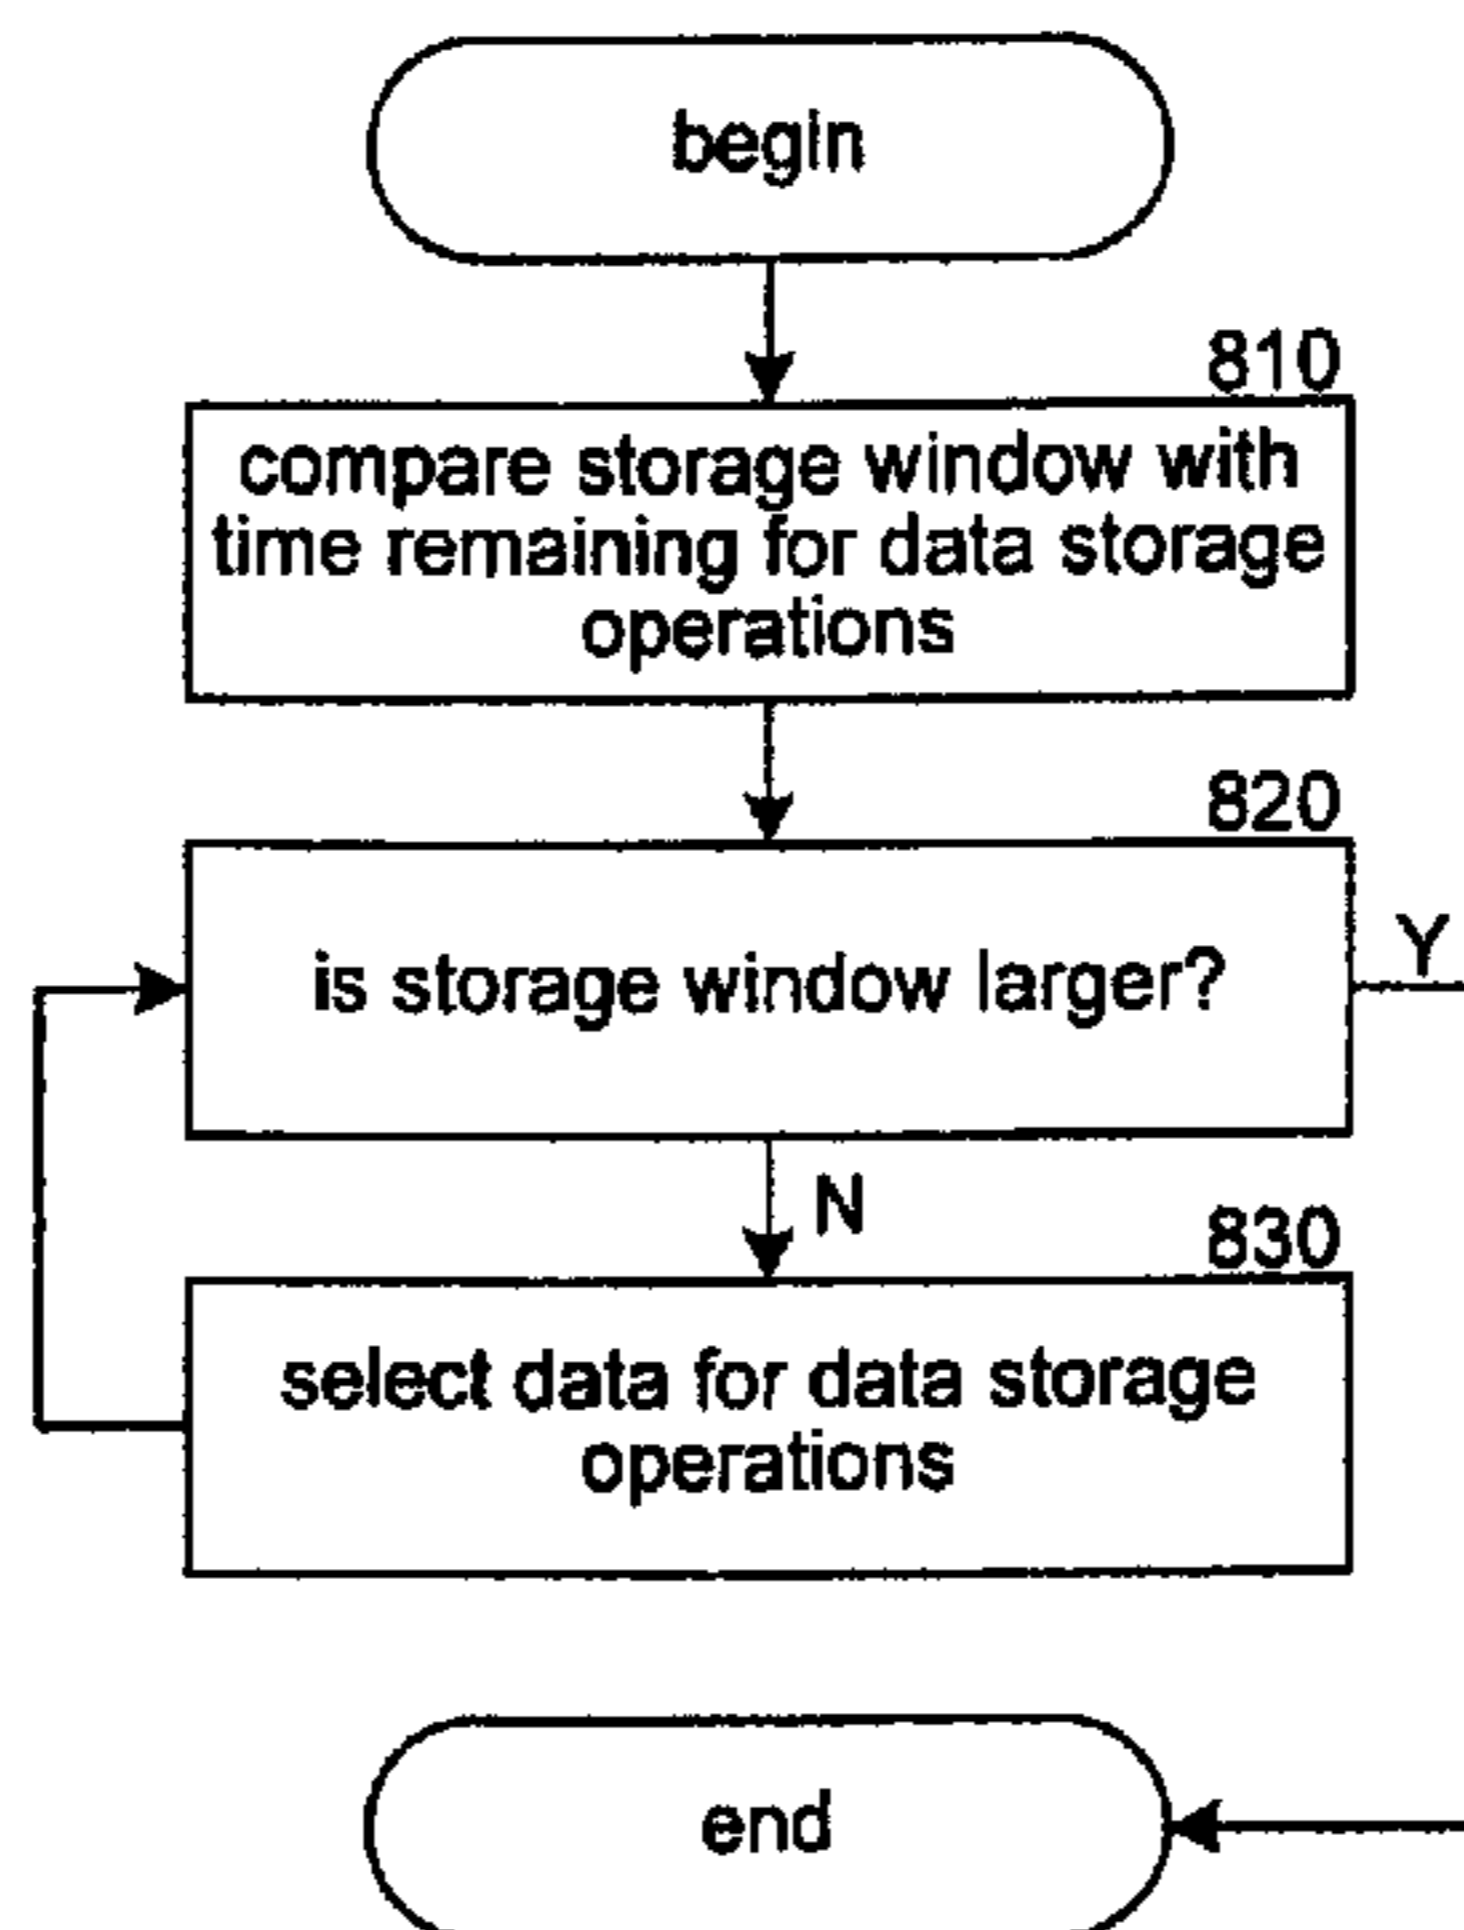 begin
810
compare storage window with
time remaining for data storage
operations
820
is storage window larger?
Y
N
830
select data for data storage
operations
end